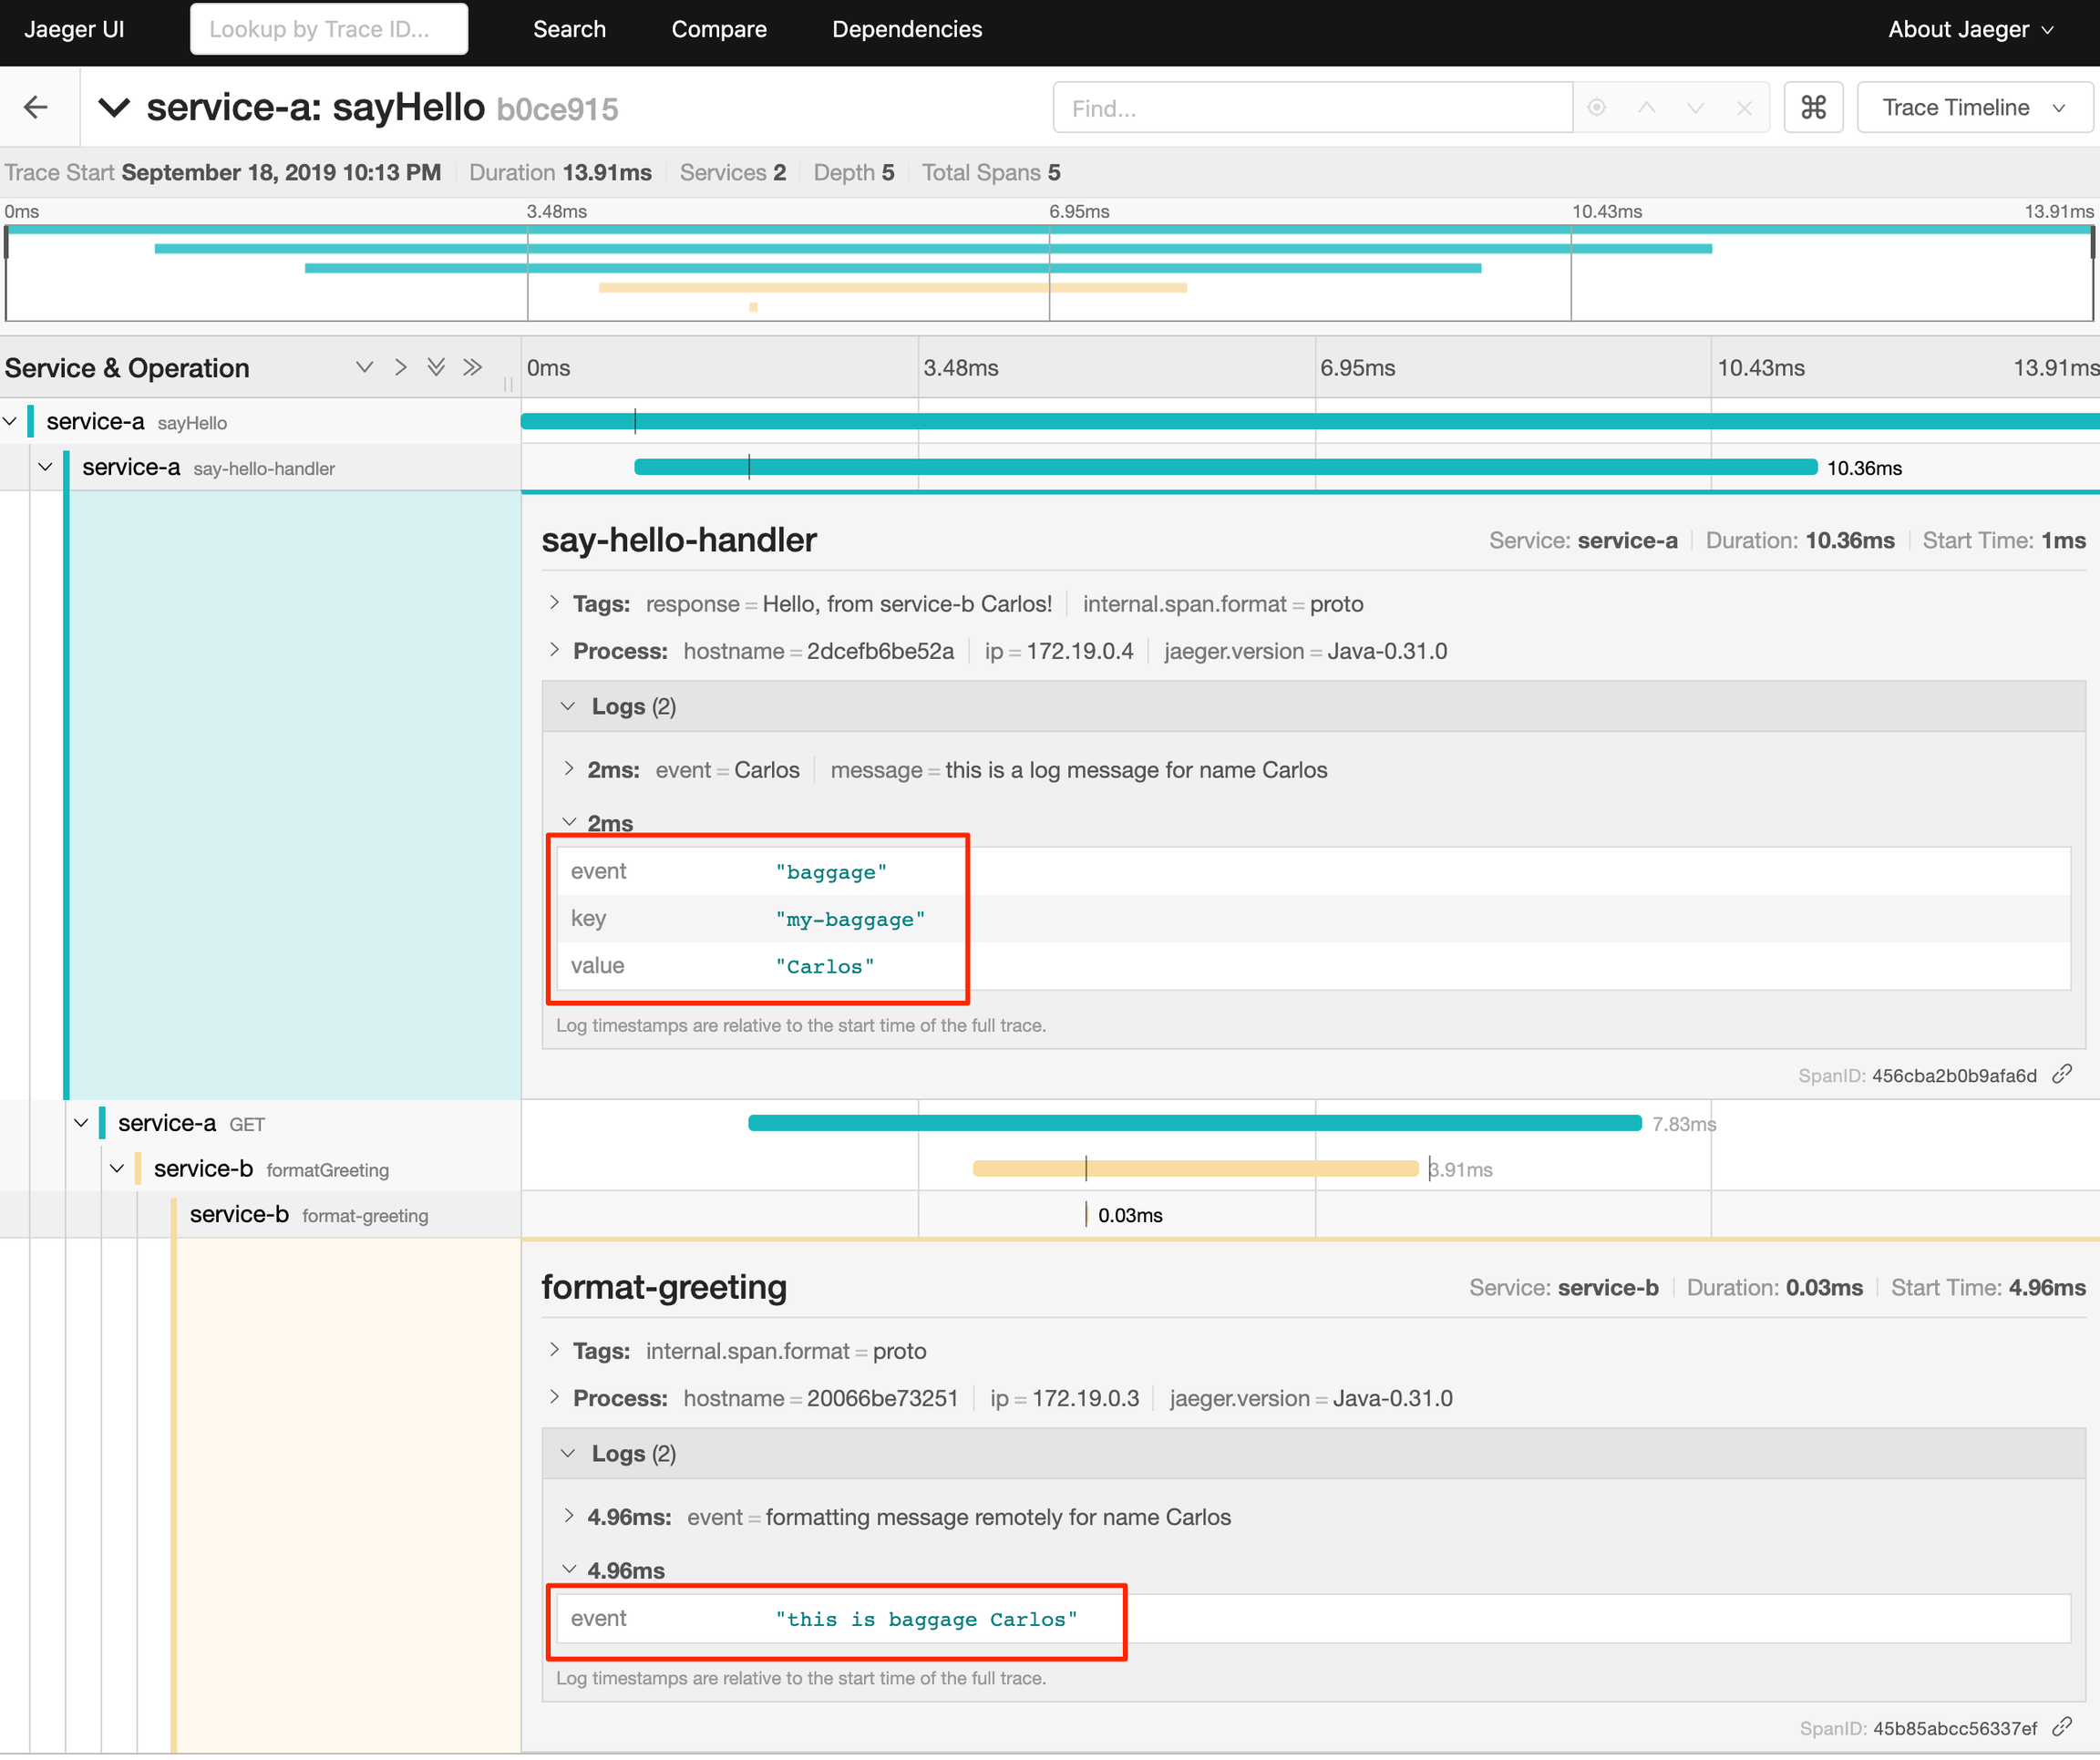 Jaeger UI Lookup by Trace ID... Search Compare Dependencies About Jaeger
service-a: sayHello b0ce915 Find... ⌘ Trace Timeline
Trace Start September 18, 2019 10:13 PM Duration 13.91ms Services 2 Depth 5 Total Spans 5
0ms 3.48ms 6.95ms 10.43ms 13.91ms
Service & Operation 0ms 3.48ms 6.95ms 10.43ms 13.91ms
service-a sayHello
service-a say-hello-handler 10.36ms
say-hello-handler Service: service-a Duration: 10.36ms Start Time: 1ms
Tags: response = Hello, from service-b Carlos! internal.span.format = proto
Process: hostname = 2dcefb6be52a ip = 172.19.0.4 jaeger.version = Java-0.31.0
Logs (2)
2ms: event = Carlos message = this is a log message for name Carlos
2ms
event "baggage"
key "my-baggage"
value "Carlos"
Log timestamps are relative to the start time of the full trace.
SpanID: 456cba2b0b9afa6d
service-a GET 7.83ms
service-b formatGreeting 3.91ms
service-b format-greeting 0.03ms
format-greeting Service: service-b Duration: 0.03ms Start Time: 4.96ms
Tags: internal.span.format = proto
Process: hostname = 20066be73251 ip = 172.19.0.3 jaeger.version = Java-0.31.0
Logs (2)
4.96ms: event = formatting message remotely for name Carlos
4.96ms
event "this is baggage Carlos"
Log timestamps are relative to the start time of the full trace.
SpanID: 45b85abcc56337ef